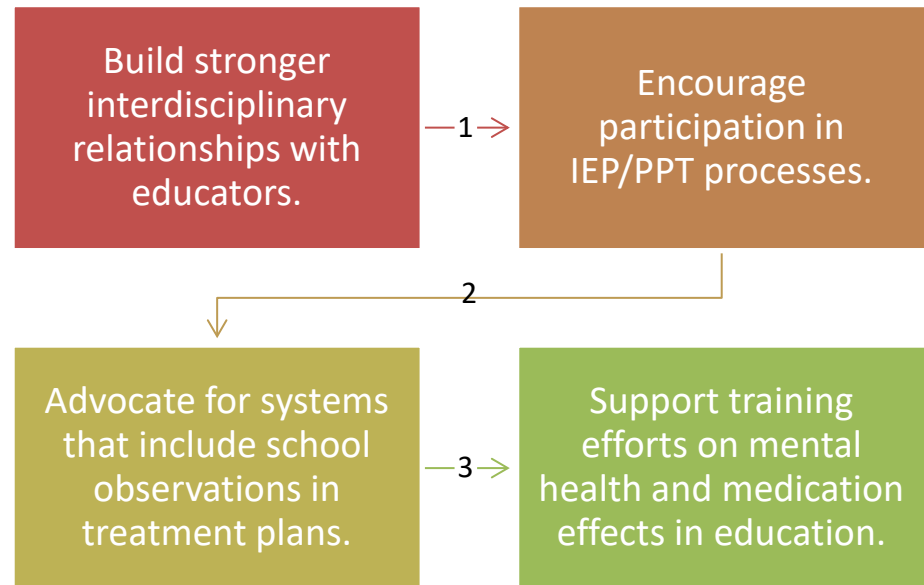 Build stronger
interdisciplinary
relationships with
educators.
1
Encourage
participation in
IEP/PPT processes.
2
Advocate for systems
that include school
observations in
treatment plans.
3
Support training
efforts on mental
health and medication
effects in education.